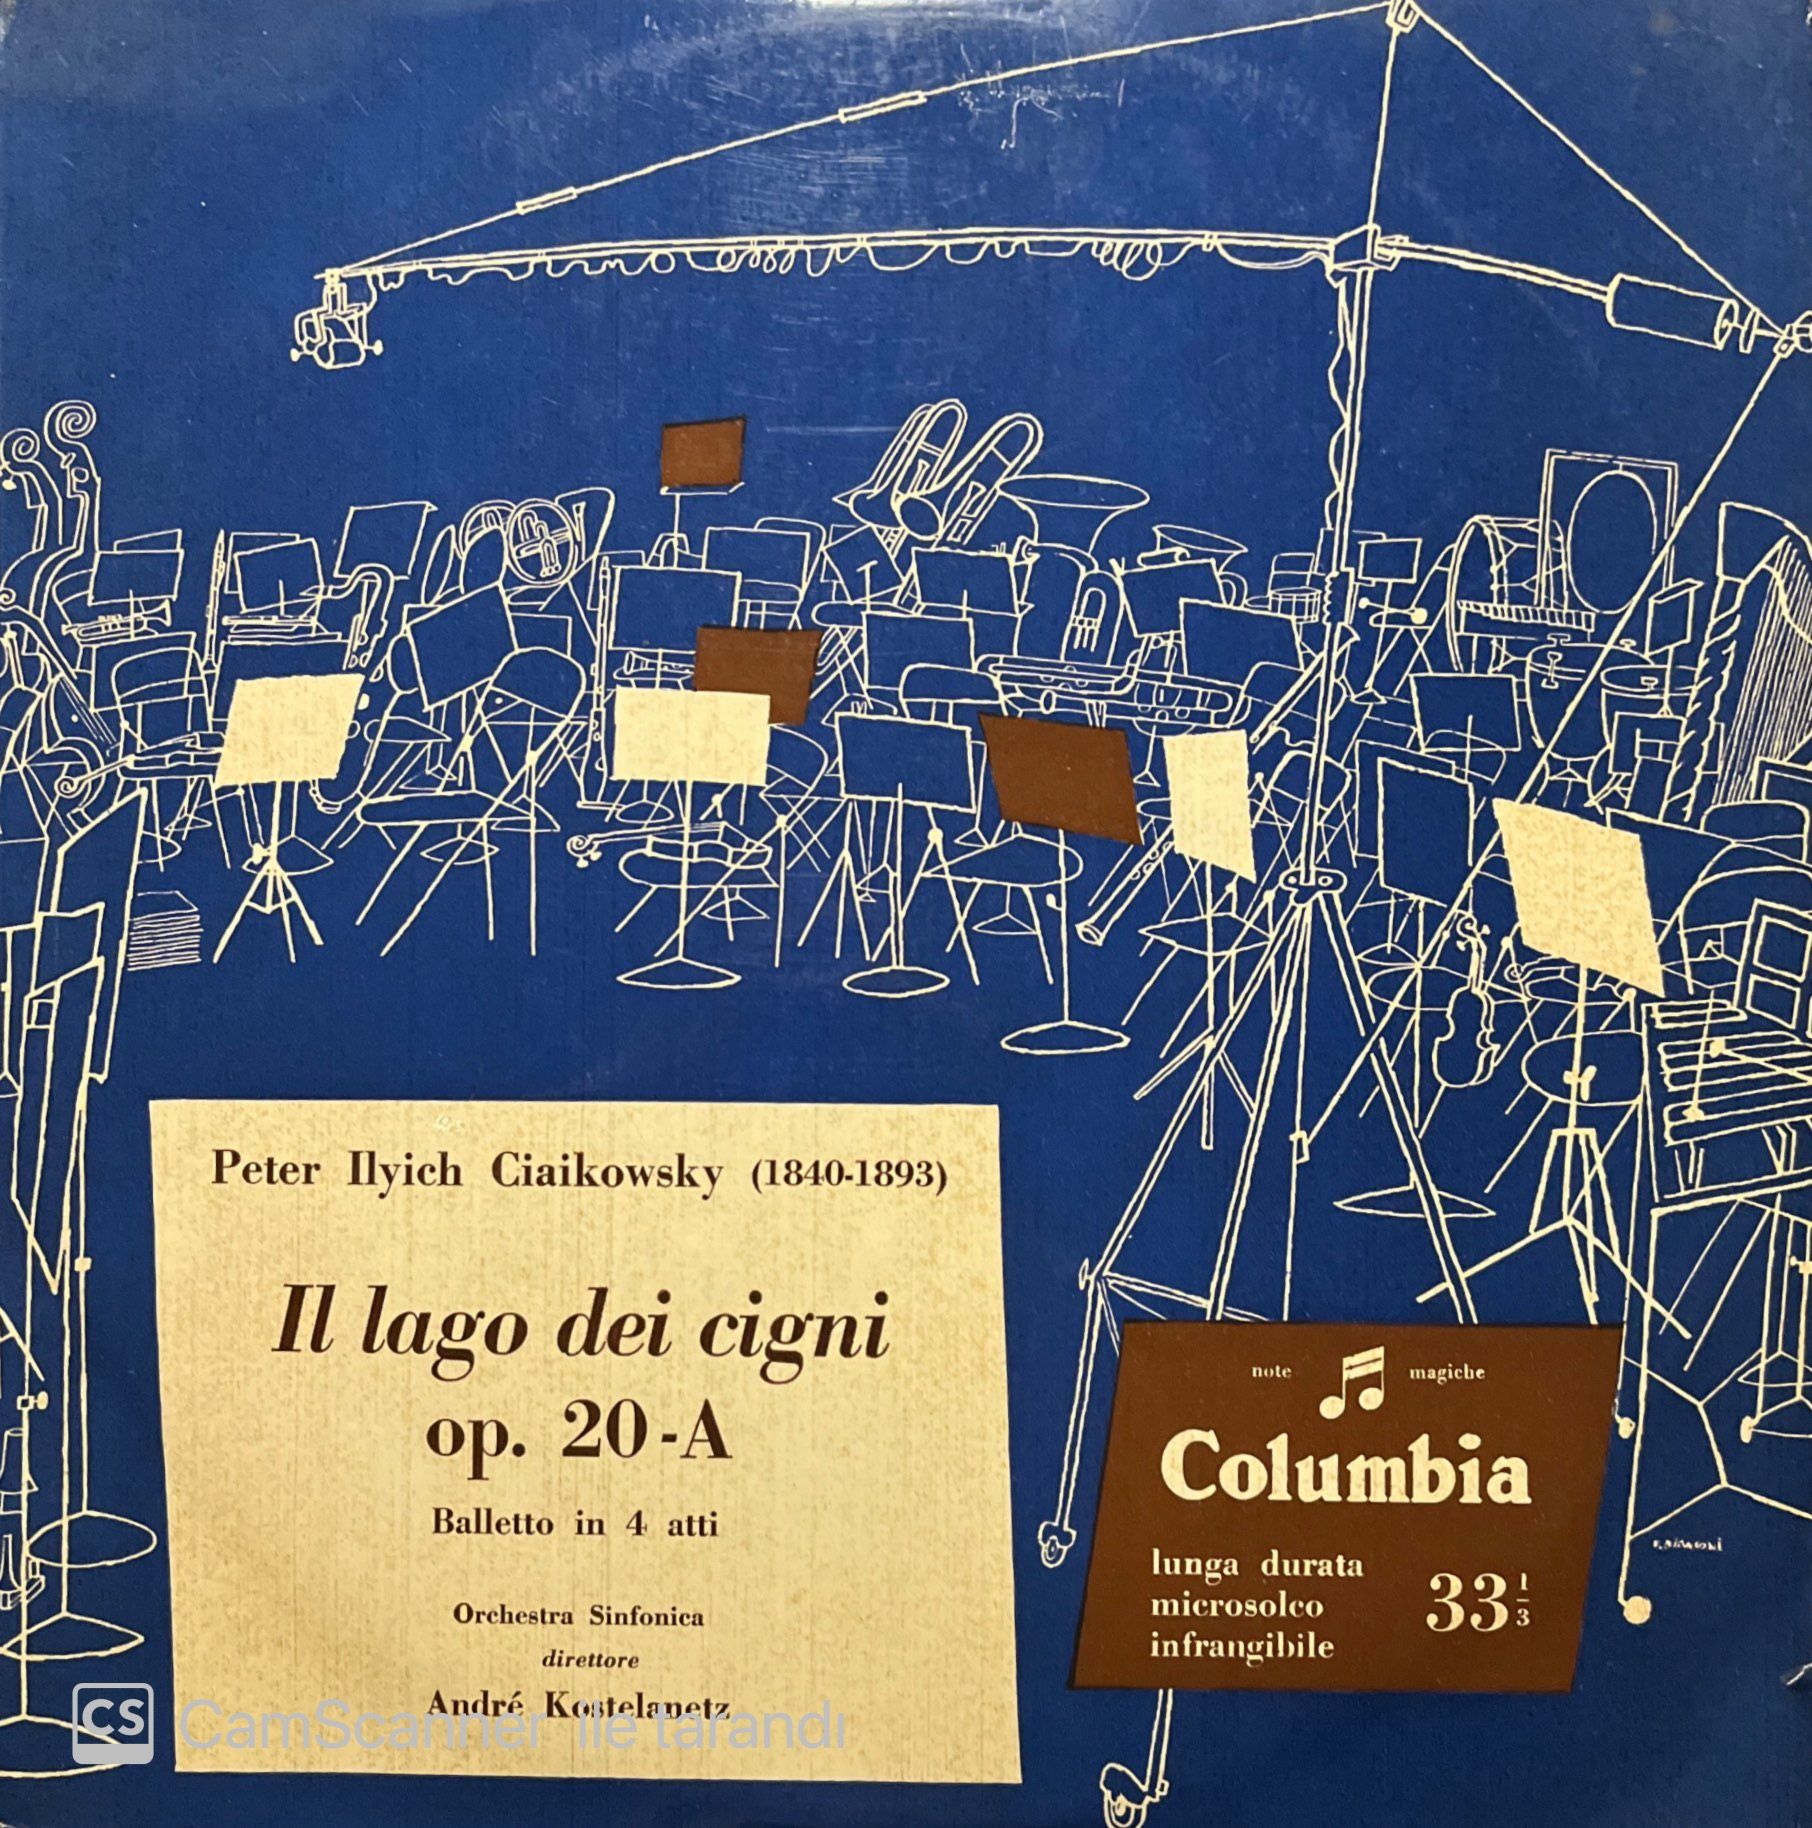 Peter Ilyich Ciaikowsky (1840-1893)
Il lago dei cigni
op. 20-A
Balletto in 4 atti
Orchestra Sinfonica
direttore
André Kostelanetz
note magiche
Columbia
lunga durata
microsolco
infrangibile
33 1/3
CS CamScanner ile tarandı